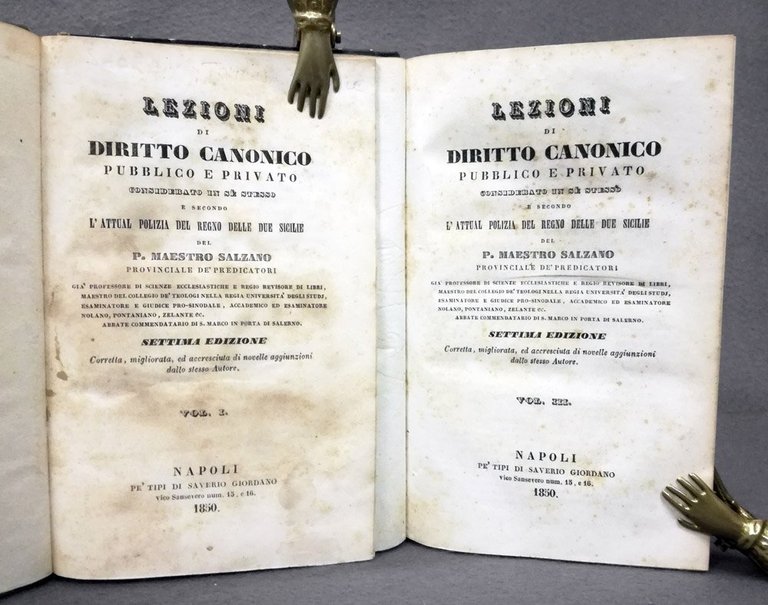 LEZIONI
DI
DIRITTO CANONICO
PUBBLICO E PRIVATO
CONSIDERATO IN SÈ STESSO
E SECONDO
L'ATTUAL POLIZIA DEL REGNO DELLE DUE SICILIE
DEL
P. MAESTRO SALZANO
PROVINCIALE DE' PREDICATORI
GIA' PROFESSORE DI SCIENZE ECCLESIASTICHE E REGIO REVISORE DI LIBRI,
MAESTRO DEL COLLEGIO DE' TEOLOGI NELLA REGIA UNIVERSITA' DEGLI STUDJ,
ESAMINATORE E GIUDICE PRO-SINODALE, ACCADEMICO ED ESAMINATORE
NOLANO, PONTANIANO, ZELANTE EC.
ABBATE COMMENDATARIO DI S. MARCO IN PORTA DI SALERNO.
SETTIMA EDIZIONE
Corretta, migliorata, ed accresciuta di novelle aggiunzioni
dallo stesso Autore.
VOL. I.
NAPOLI
PE' TIPI DI SAVERIO GIORDANO
vico Sansevero num. 15, e 16.
1850.
LEZIONI
DI
DIRITTO CANONICO
PUBBLICO E PRIVATO
CONSIDERATO IN SÈ STESSO
E SECONDO
L'ATTUAL POLIZIA DEL REGNO DELLE DUE SICILIE
DEL
P. MAESTRO SALZANO
PROVINCIALE DE' PREDICATORI
GIA' PROFESSORE DI SCIENZE ECCLESIASTICHE E REGIO REVISORE DI LIBRI,
MAESTRO DEL COLLEGIO DE' TEOLOGI NELLA REGIA UNIVERSITA' DEGLI STUDJ,
ESAMINATORE E GIUDICE PRO-SINODALE, ACCADEMICO ED ESAMINATORE
NOLANO, PONTANIANO, ZELANTE EC.
ABBATE COMMENDATARIO DI S. MARCO IN PORTA DI SALERNO.
SETTIMA EDIZIONE
Corretta, migliorata, ed accresciuta di novelle aggiunzioni
dallo stesso Autore.
VOL. III.
NAPOLI
PE' TIPI DI SAVERIO GIORDANO
vico Sansevero num. 15, e 16.
1850.